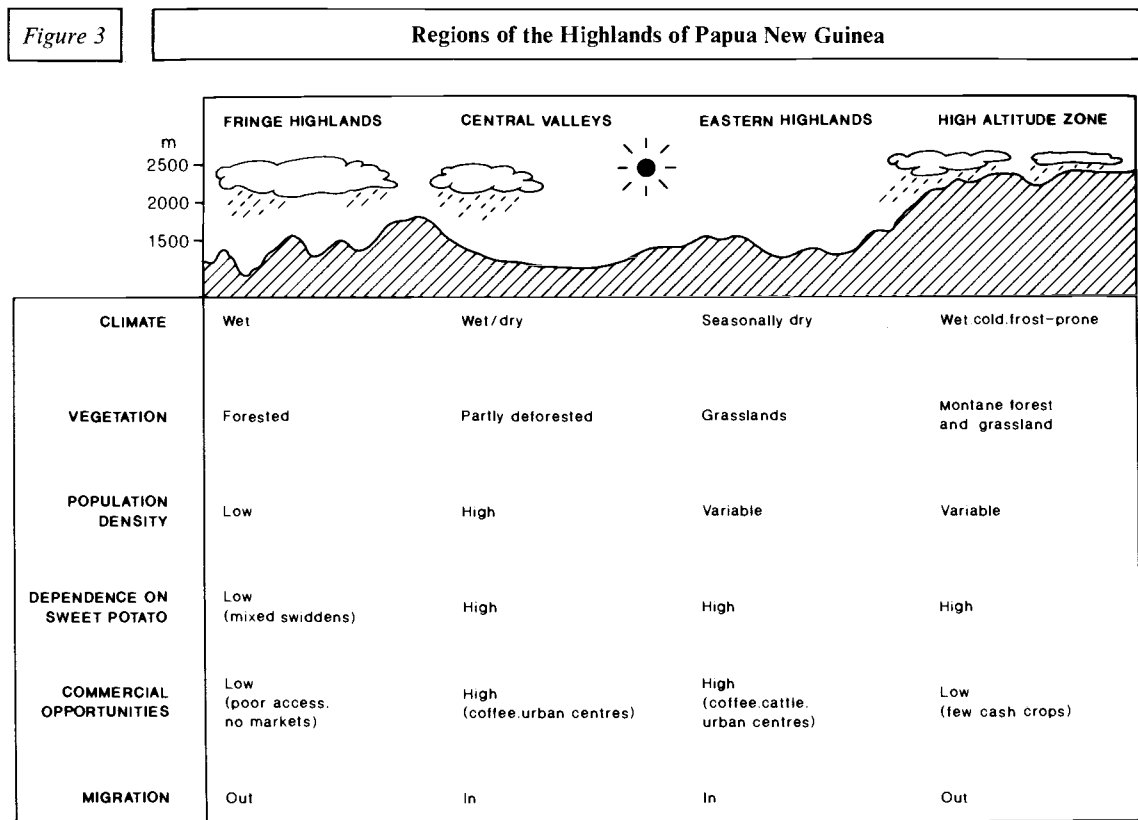 Figure 3
Regions of the Highlands of Papua New Guinea
FRINGE HIGHLANDS CENTRAL VALLEYS EASTERN HIGHLANDS HIGH ALTITUDE ZONE
m
2500
2000
1500
CLIMATE Wet Wet/dry Seasonally dry Wet.cold.frost-prone
VEGETATION Forested Partly deforested Grasslands Montane forest
and grassland
POPULATION
DENSITY Low High Variable Variable
DEPENDENCE ON
SWEET POTATO Low
(mixed swiddens) High High High
COMMERCIAL
OPPORTUNITIES Low
(poor access.
no markets) High
(coffee.urban centres) High
(coffee.cattle.
urban centres) Low
(few cash crops)
MIGRATION Out In In Out